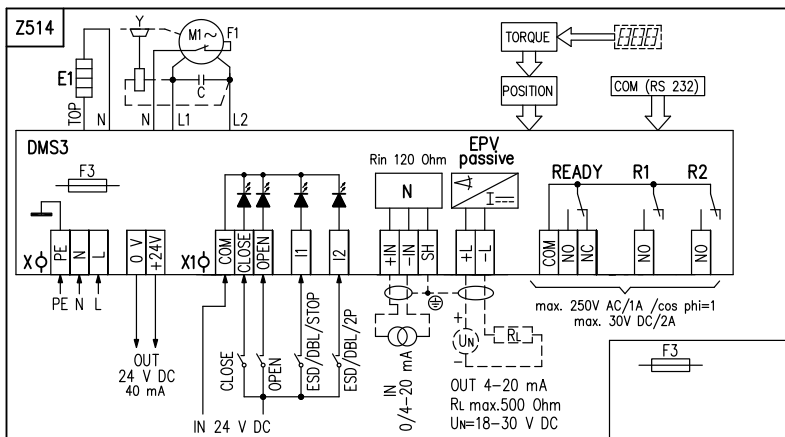 Z514
Y
M1~
F1
E1
C
TOP
N
N
L1
L2
TORQUE
POSITION
COM (RS 232)
DMS3
F3
Rin 120 Ohm
N
EPV
passive
I
READY
R1
R2
X
PE
N
L
0 V
+24V
X1
COM
CLOSE
OPEN
I1
I2
+IN
-IN
SH
+L
-L
COM
NO
NC
NO
NO
PE N L
OUT
24 V DC
40 mA
CLOSE
OPEN
ESD/DBL/STOP
ESD/DBL/2P
IN 24 V DC
IN
0/4-20 mA
+
UN
-
RL
OUT 4-20 mA
RL max.500 Ohm
UN=18-30 V DC
max. 250V AC/1A /cos phi=1
max. 30V DC/2A
F3